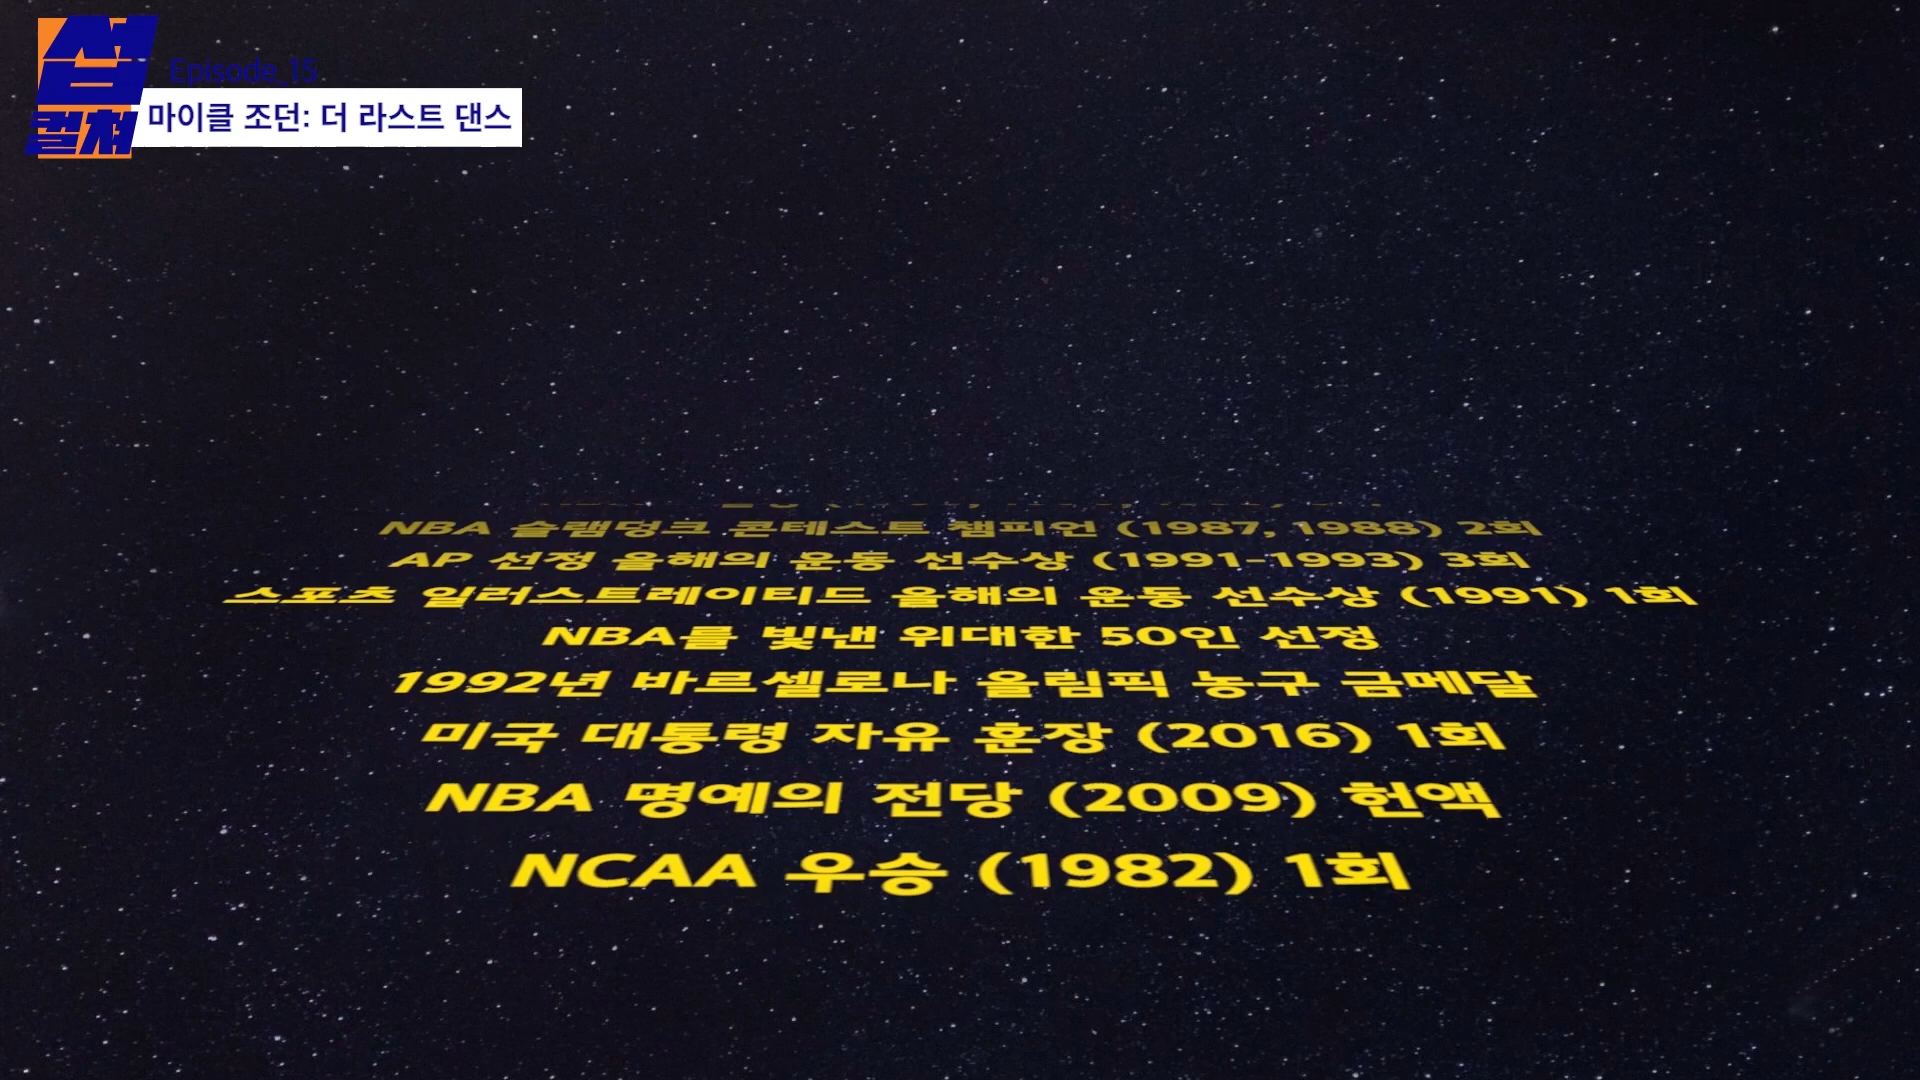 섭
컬쳐
Episode_15
마이클 조던: 더 라스트 댄스
NBA 슬램덩크 콘테스트 챔피언 (1987, 1988) 2회
AP 선정 올해의 운동 선수상 (1991-1993) 3회
스포츠 일러스트레이티드 올해의 운동 선수상 (1991) 1회
NBA를 빛낸 위대한 50인 선정
1992년 바르셀로나 올림픽 농구 금메달
미국 대통령 자유 훈장 (2016) 1회
NBA 명예의 전당 (2009) 헌액
NCAA 우승 (1982) 1회